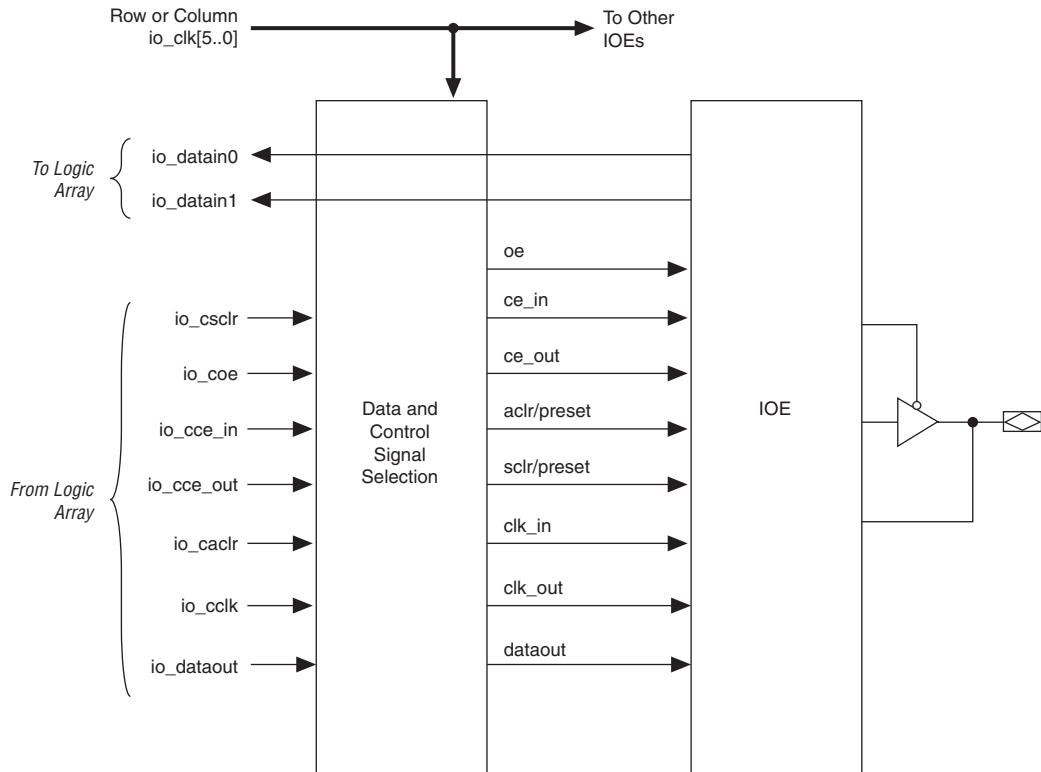 Row or Column
io_clk[5..0]
To Other
IOEs
To Logic
Array
io_datain0
io_datain1
From Logic
Array
io_csclr
io_coe
io_cce_in
io_cce_out
io_caclr
io_cclk
io_dataout
Data and
Control
Signal
Selection
oe
ce_in
ce_out
aclr/preset
sclr/preset
clk_in
clk_out
dataout
IOE